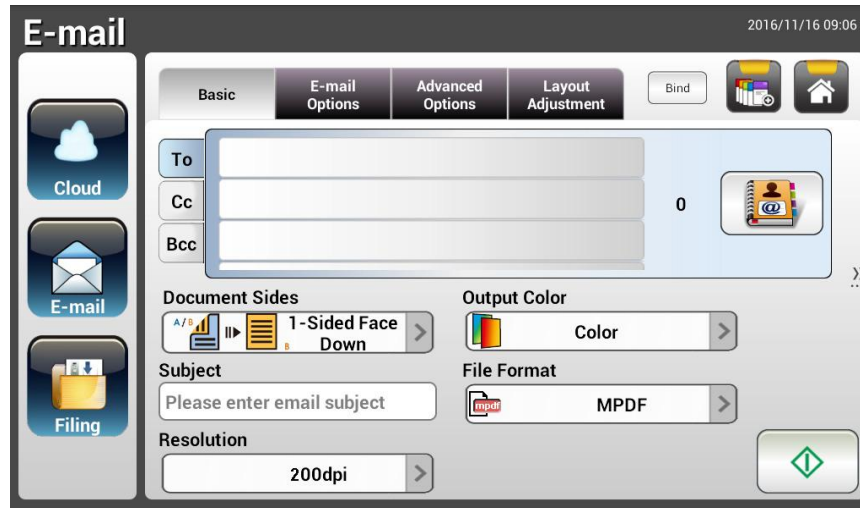 E-mail
2016/11/16 09:06
Basic
E-mail
Options
Advanced
Options
Layout
Adjustment
Bind
Cloud
E-mail
Filing
To
Cc
Bcc
0
@
Document Sides
A/B
B
1-Sided Face
Down
Output Color
Color
Subject
Please enter email subject
File Format
mpdf
MPDF
Resolution
200dpi